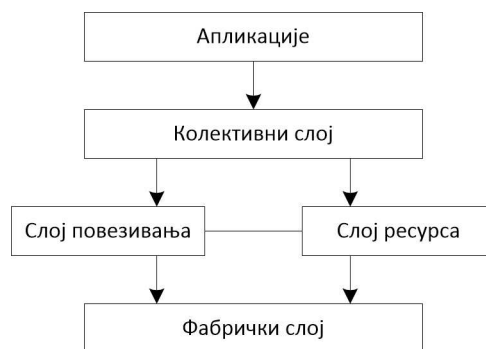 Апликације
Колективни слој
Слој повезивања
Слој ресурса
Фабрички слој